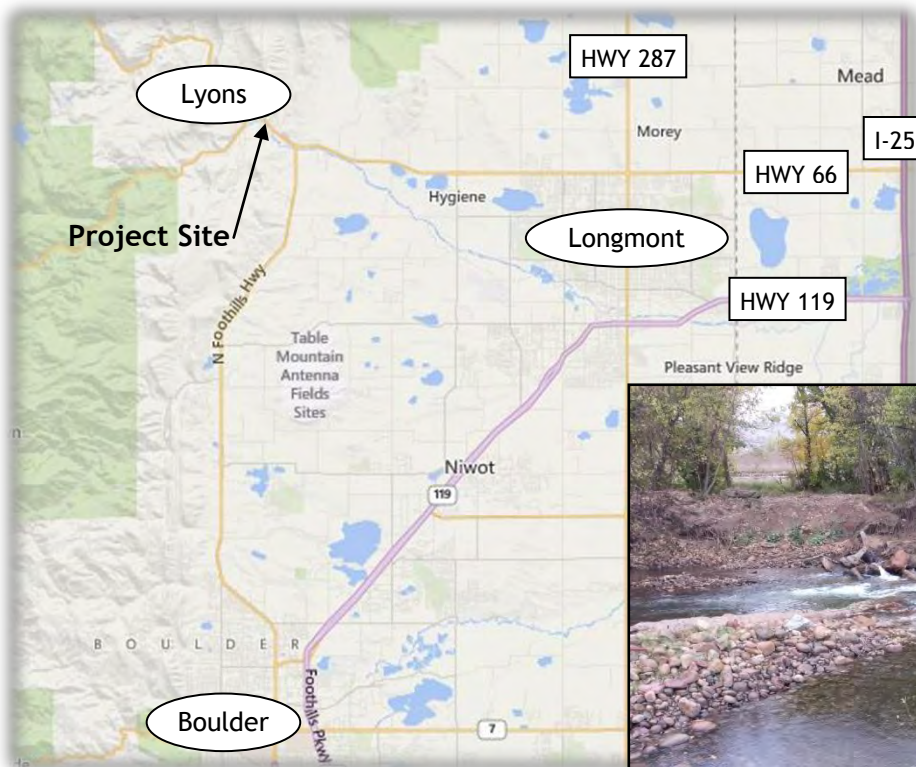 HWY 287
Mead
Lyons
Morey
I-25
HWY 66
Hygiene
Project Site
Longmont
N Foothills Hwy
HWY 119
Table
Mountain
Antenna
Fields
Sites
Pleasant View Ridge
Niwot
119
BOULDER
Foothills Pkwy
Boulder
7